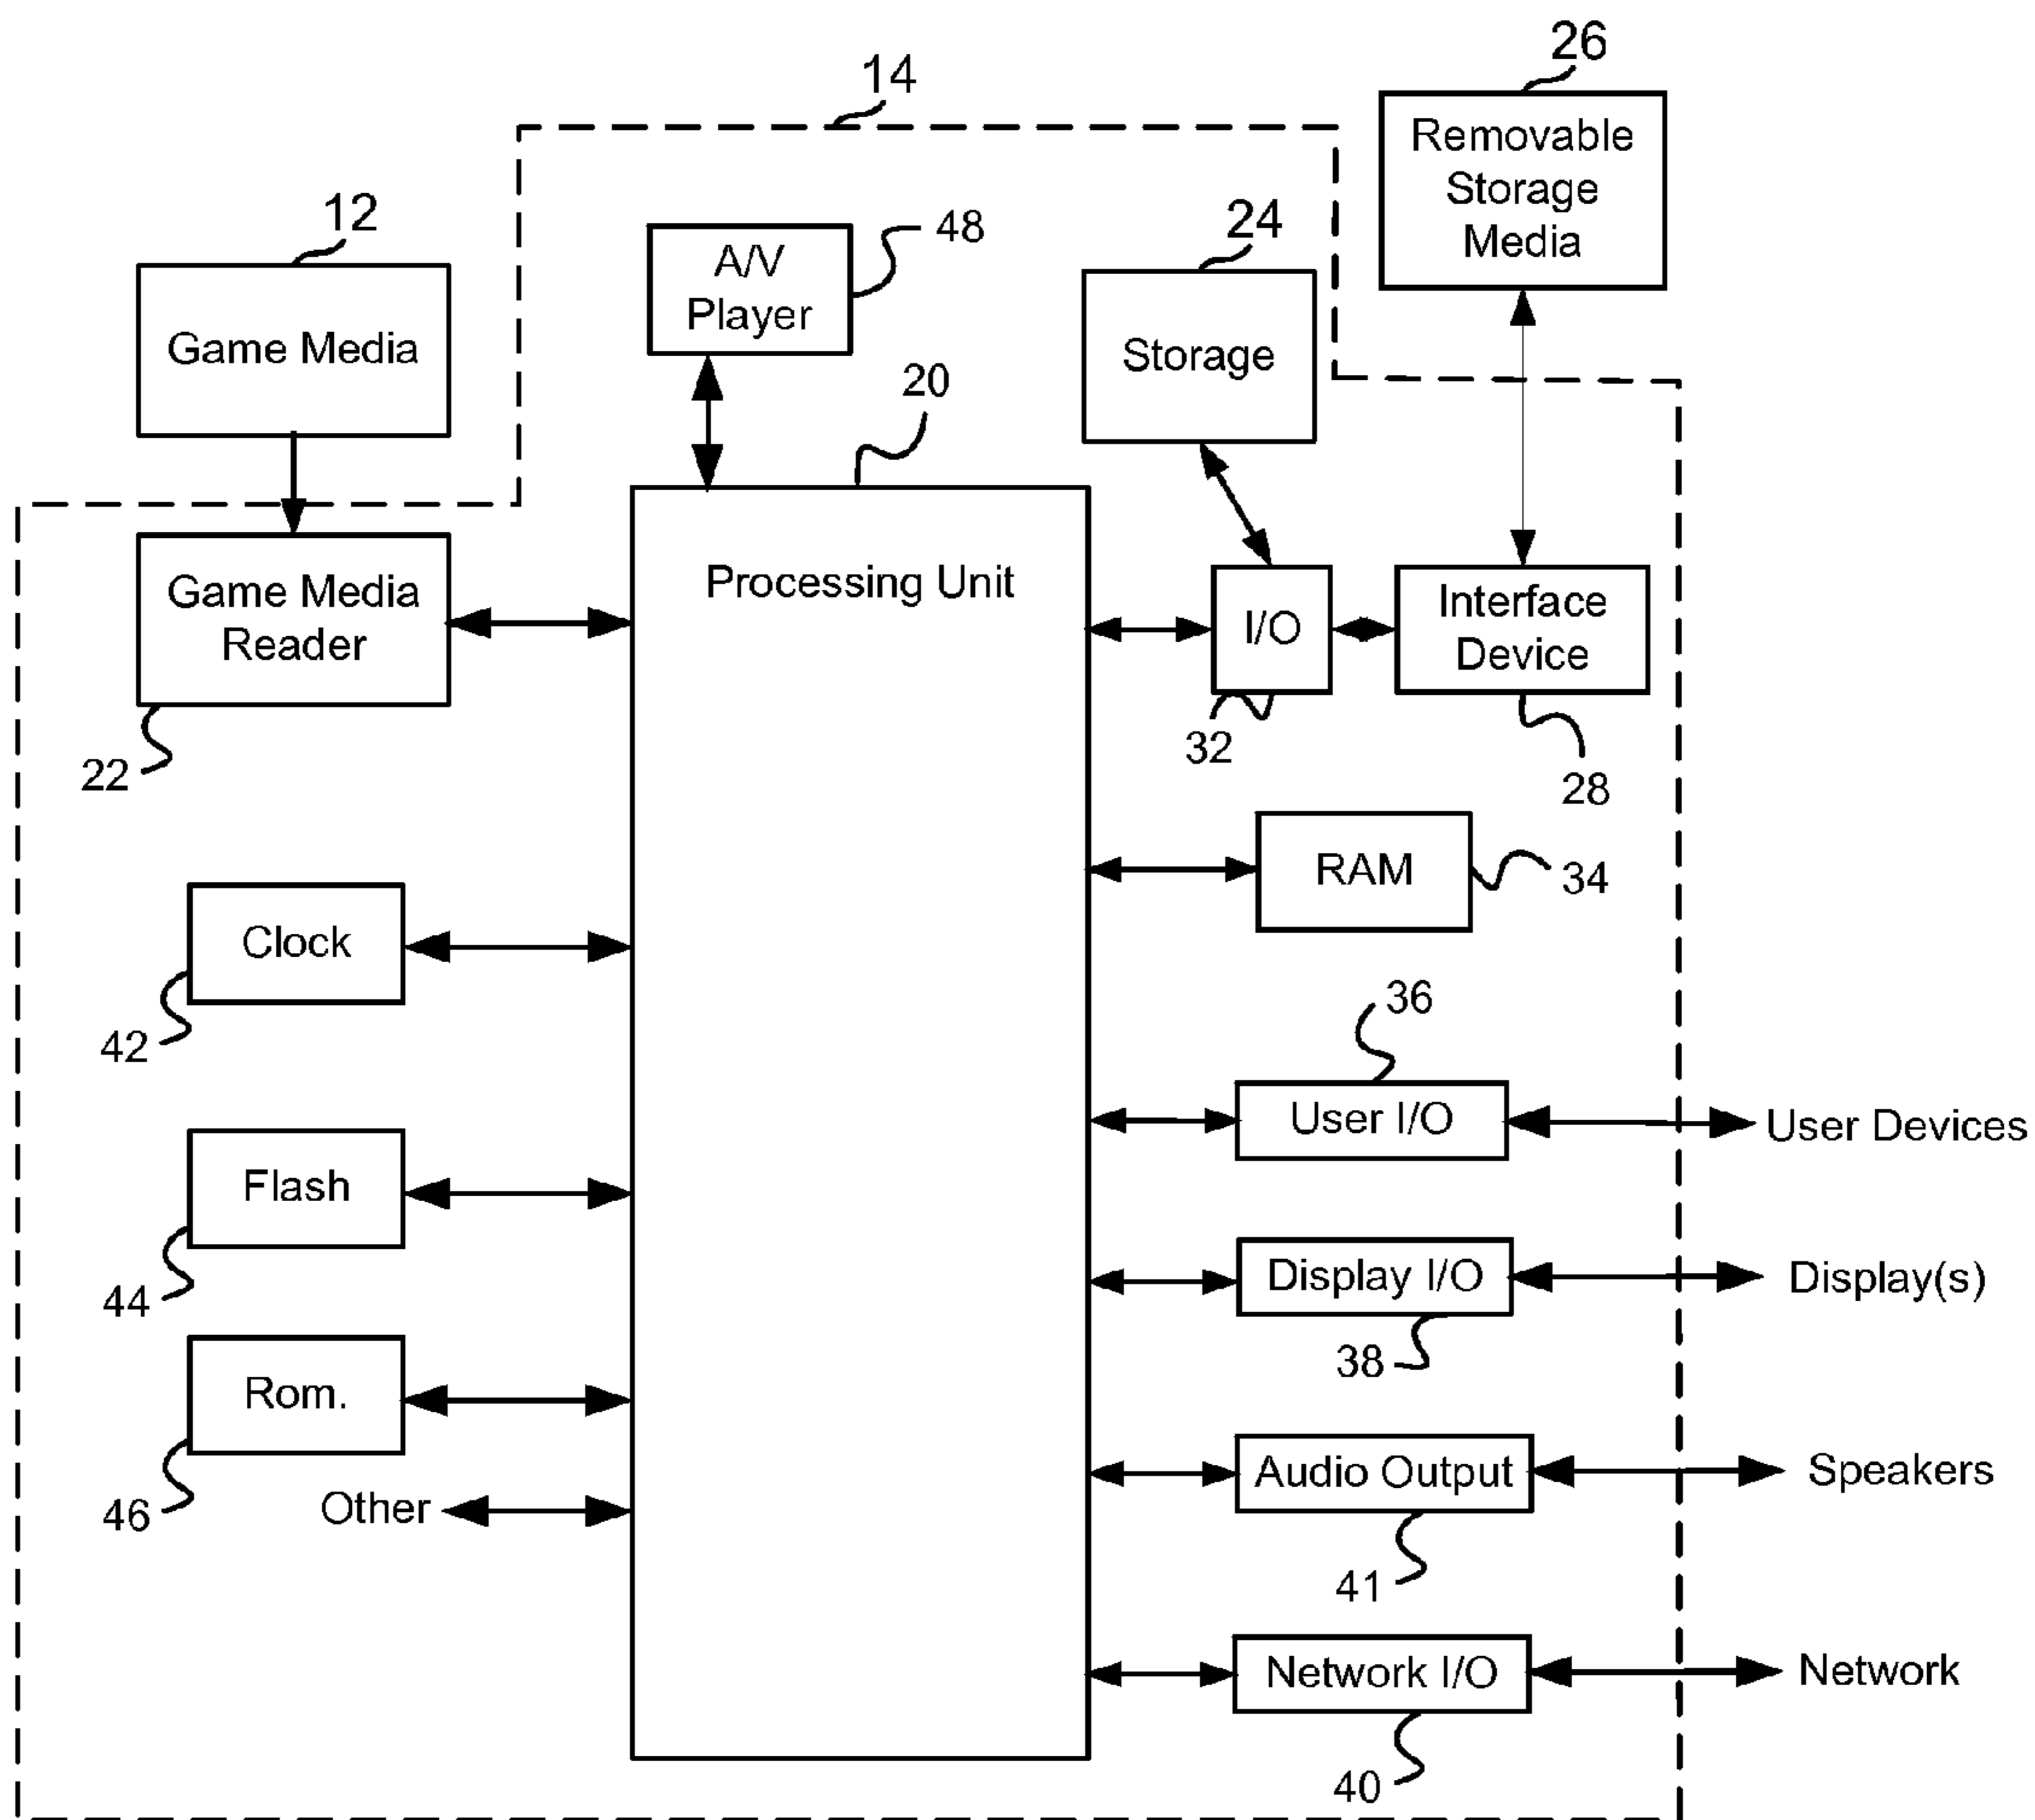 26
14
Removable
Storage
Media
12
24
48
A/V
Player
Game Media
Storage
20
Processing Unit
Game Media
Reader
I/O
Interface
Device
22
32
28
RAM
34
Clock
36
42
User I/O
User Devices
Flash
Display I/O
Display(s)
44
38
Rom.
Audio Output
Speakers
46
Other
41
Network I/O
Network
40